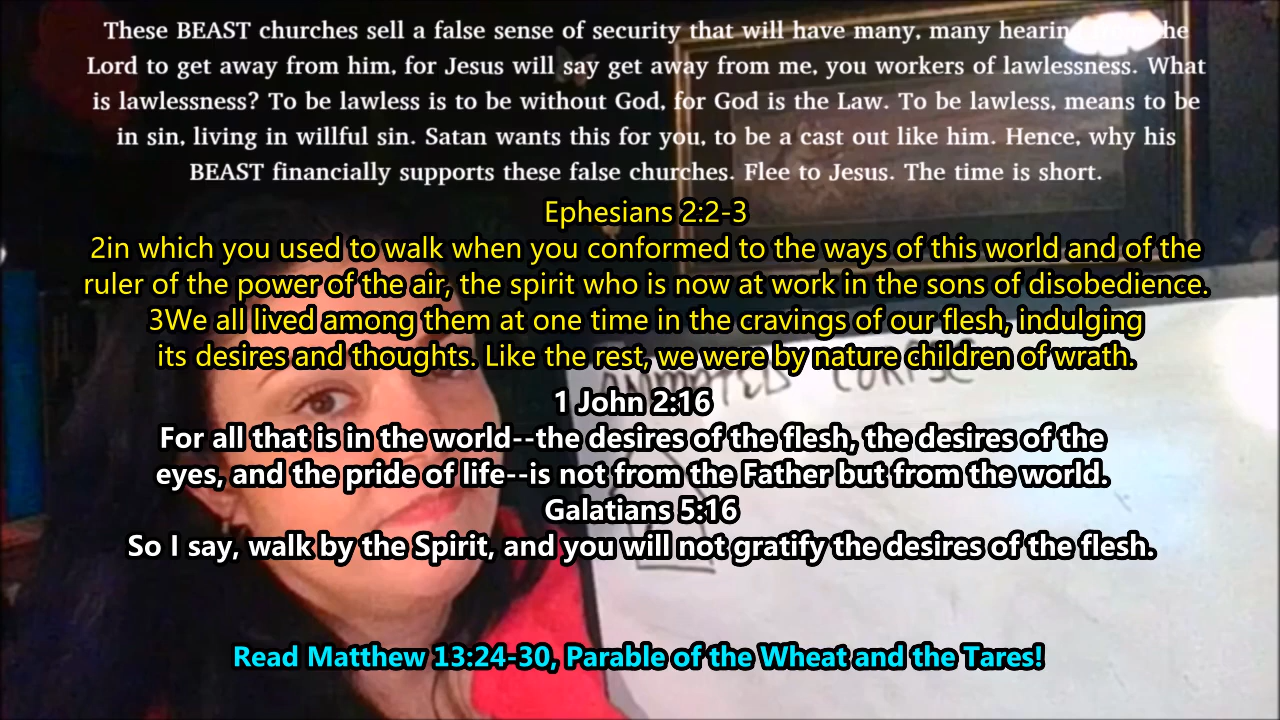 These BEAST churches sell a false sense of security that will have many, many hearing from the
Lord to get away from him, for Jesus will say get away from me, you workers of lawlessness. What
is lawlessness? To be lawless is to be without God, for God is the Law. To be lawless, means to be
in sin, living in willful sin. Satan wants this for you, to be a cast out like him. Hence, why his
BEAST financially supports these false churches. Flee to Jesus. The time is short.
Ephesians 2:2-3
2in which you used to walk when you conformed to the ways of this world and of the
ruler of the power of the air, the spirit who is now at work in the sons of disobedience.
3We all lived among them at one time in the cravings of our flesh, indulging
its desires and thoughts. Like the rest, we were by nature children of wrath.
CORPSE
1 John 2:16
For all that is in the world--the desires of the flesh, the desires of the
eyes, and the pride of life--is not from the Father but from the world.
Galatians 5:16
So I say, walk by the Spirit, and you will not gratify the desires of the flesh.
Read Matthew 13:24-30, Parable of the Wheat and the Tares!